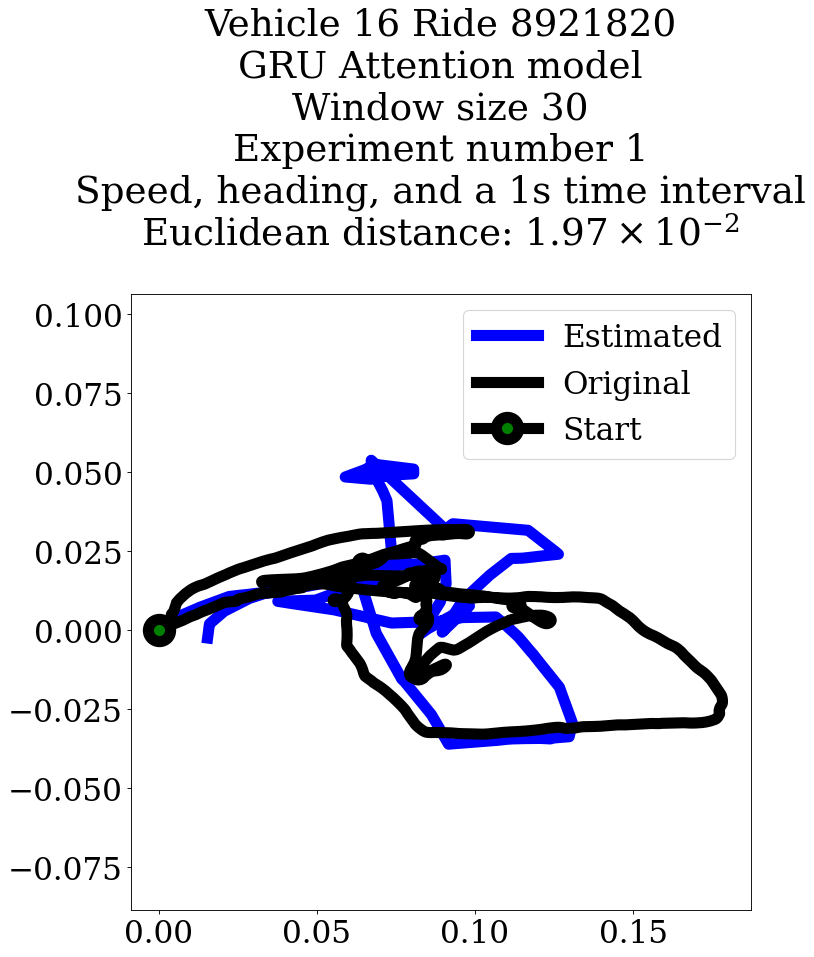 Vehicle 16 Ride 8921820
GRU Attention model
Window size 30
Experiment number 1
Speed, heading, and a 1s time interval
Euclidean distance: 1.97 × 10⁻²
Estimated
Original
Start
0.100
0.075
0.050
0.025
0.000
−0.025
−0.050
−0.075
0.00 0.05 0.10 0.15